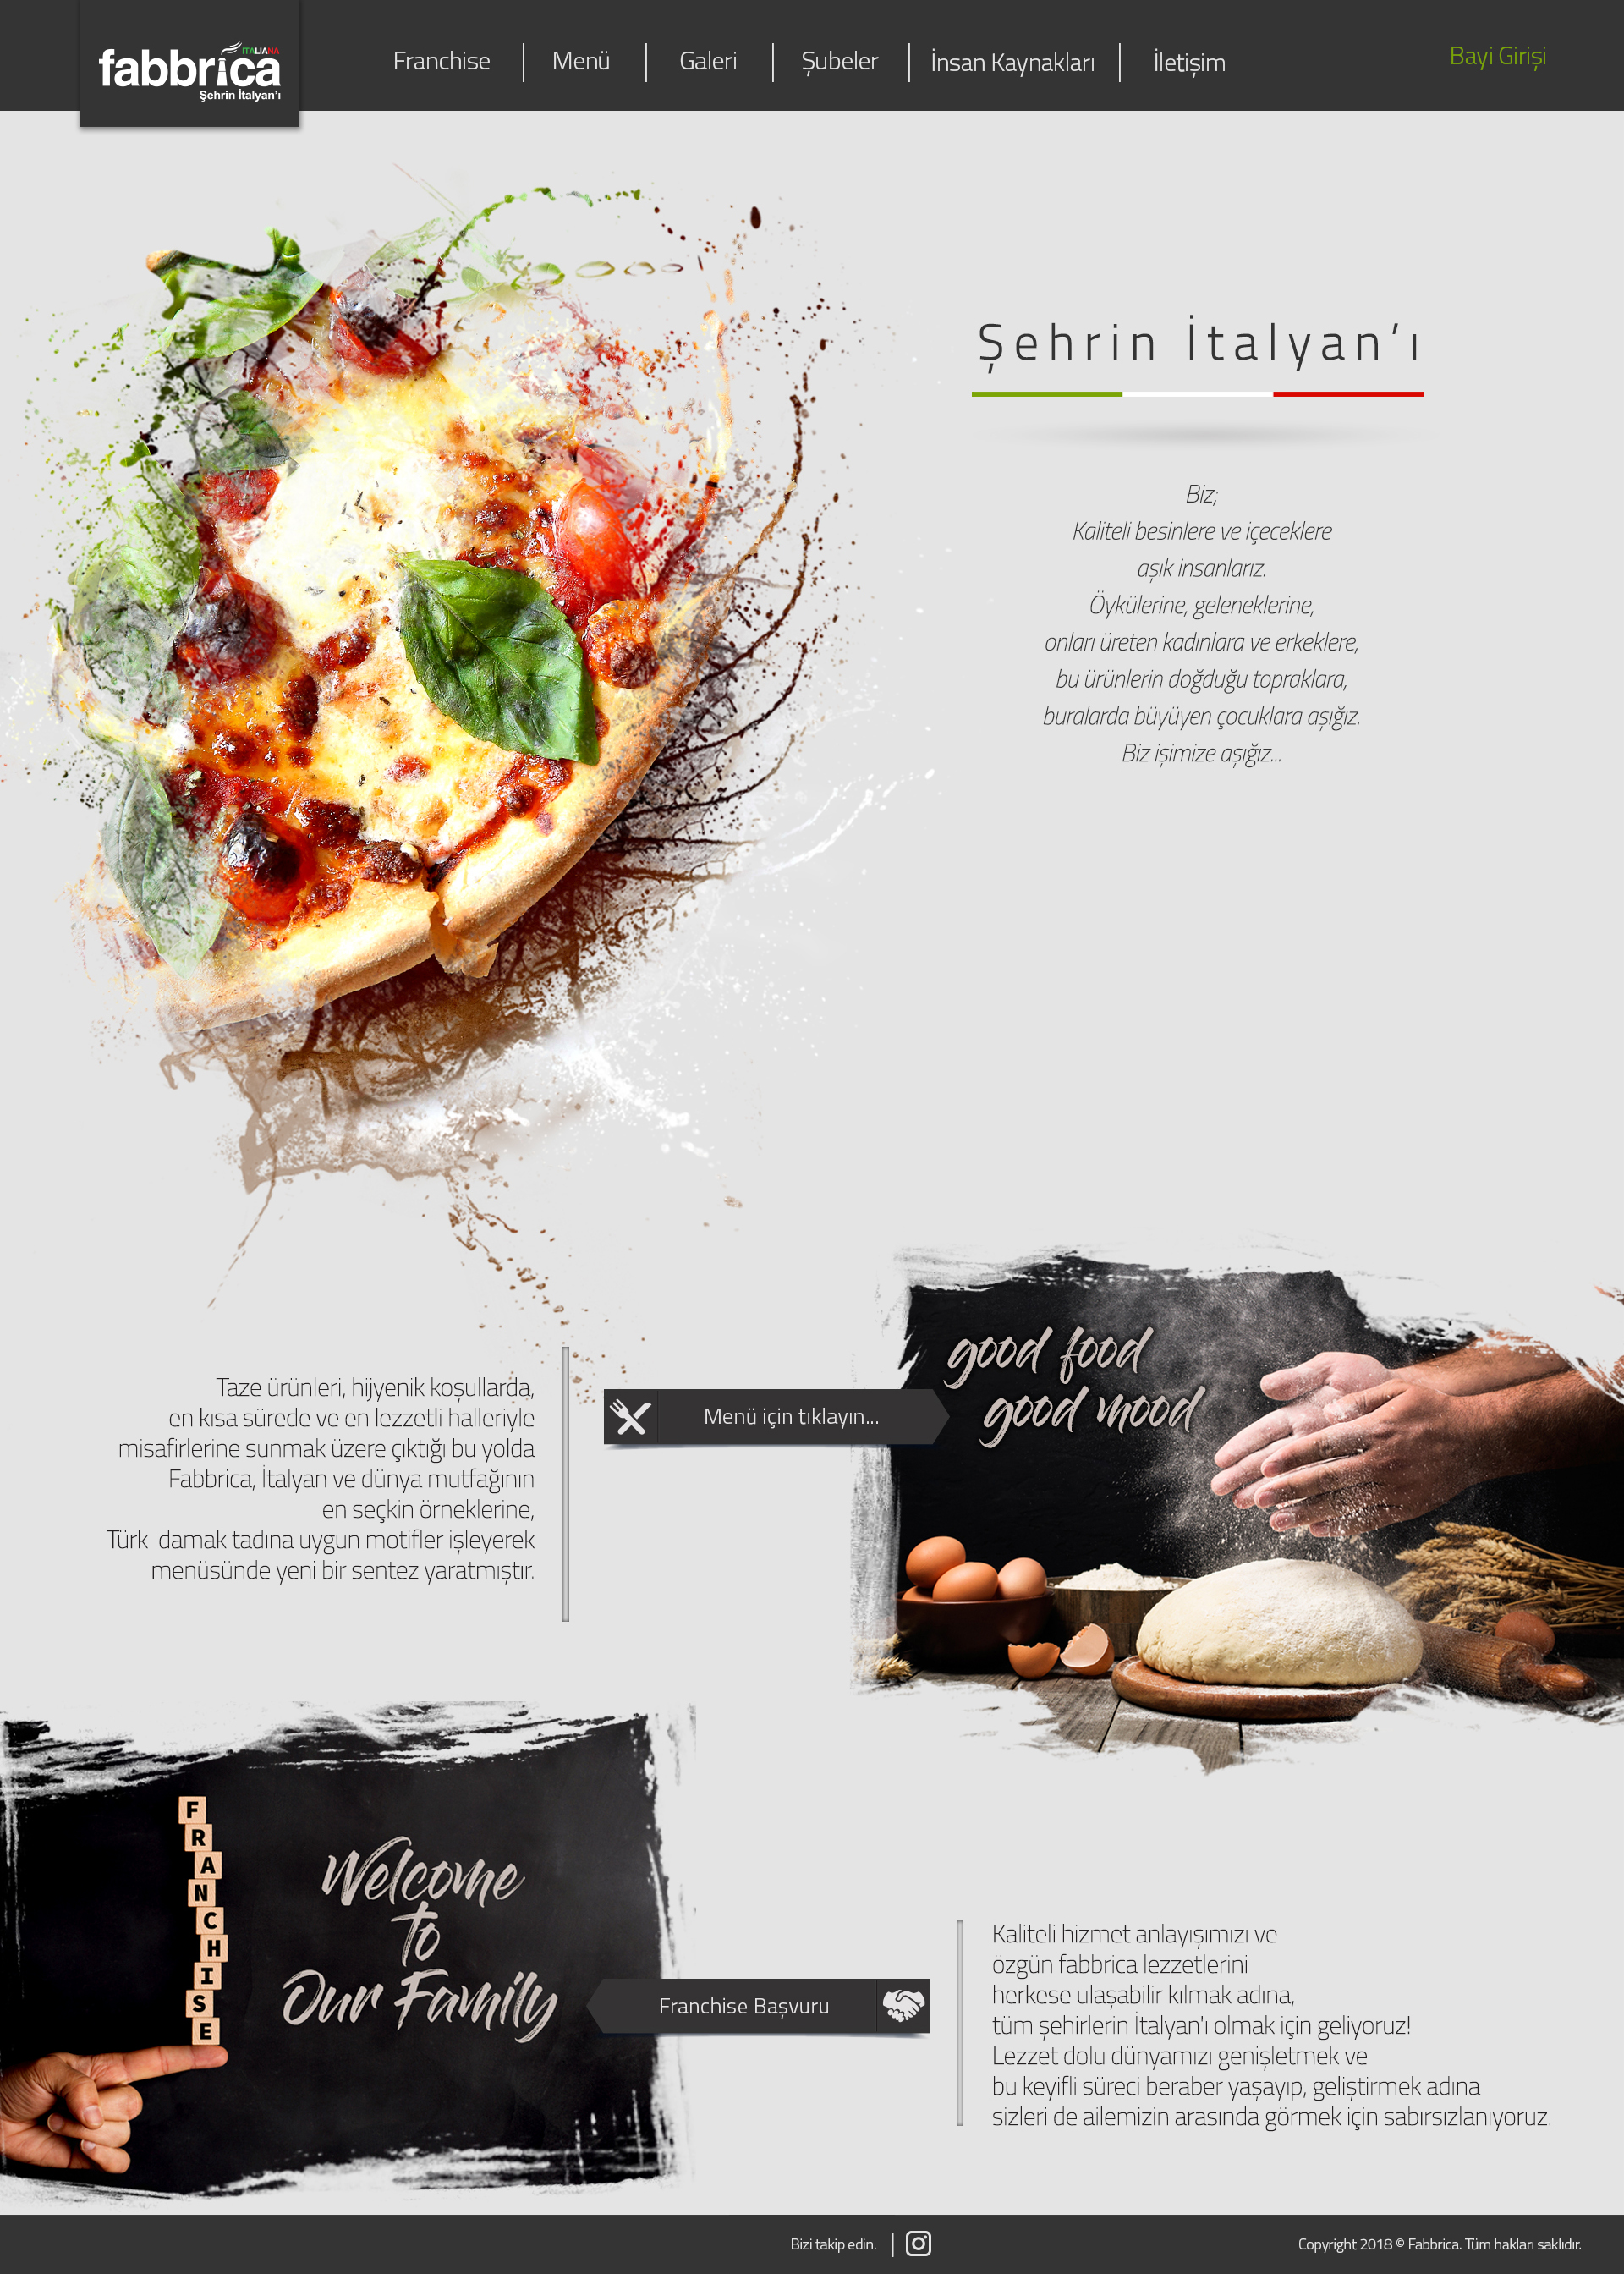 ITALIANA
fabbrica
Şehrin İtalyan'ı
Franchise
Menü
Galeri
Şubeler
İnsan Kaynakları
İletişim
Bayi Girişi
Şehrin İtalyan’ı
Biz;
Kaliteli besinlere ve içeceklere
aşık insanlarız.
Öykülerine, geleneklerine,
onları üreten kadınlara ve erkeklere,
bu ürünlerin doğduğu topraklara,
buralarda büyüyen çocuklara aşığız.
Biz işimize aşığız...
Taze ürünleri, hijyenik koşullarda,
en kısa sürede ve en lezzetli halleriyle
misafirlerine sunmak üzere çıktığı bu yolda
Fabbrica, İtalyan ve dünya mutfağının
en seçkin örneklerine,
Türk  damak tadına uygun motifler işleyerek
menüsünde yeni bir sentez yaratmıştır.
Menü için tıklayın...
good food
good mood
FRANCHISE
Welcome
to
Our Family
Franchise Başvuru
Kaliteli hizmet anlayışımızı ve
özgün fabbrica lezzetlerini
herkese ulaşabilir kılmak adına,
tüm şehirlerin İtalyan'ı olmak için geliyoruz!
Lezzet dolu dünyamızı genişletmek ve
bu keyifli süreci beraber yaşayıp, geliştirmek adına
sizleri de ailemizin arasında görmek için sabırsızlanıyoruz.
Bizi takip edin.
Copyright 2018 © Fabbrica. Tüm hakları saklıdır.